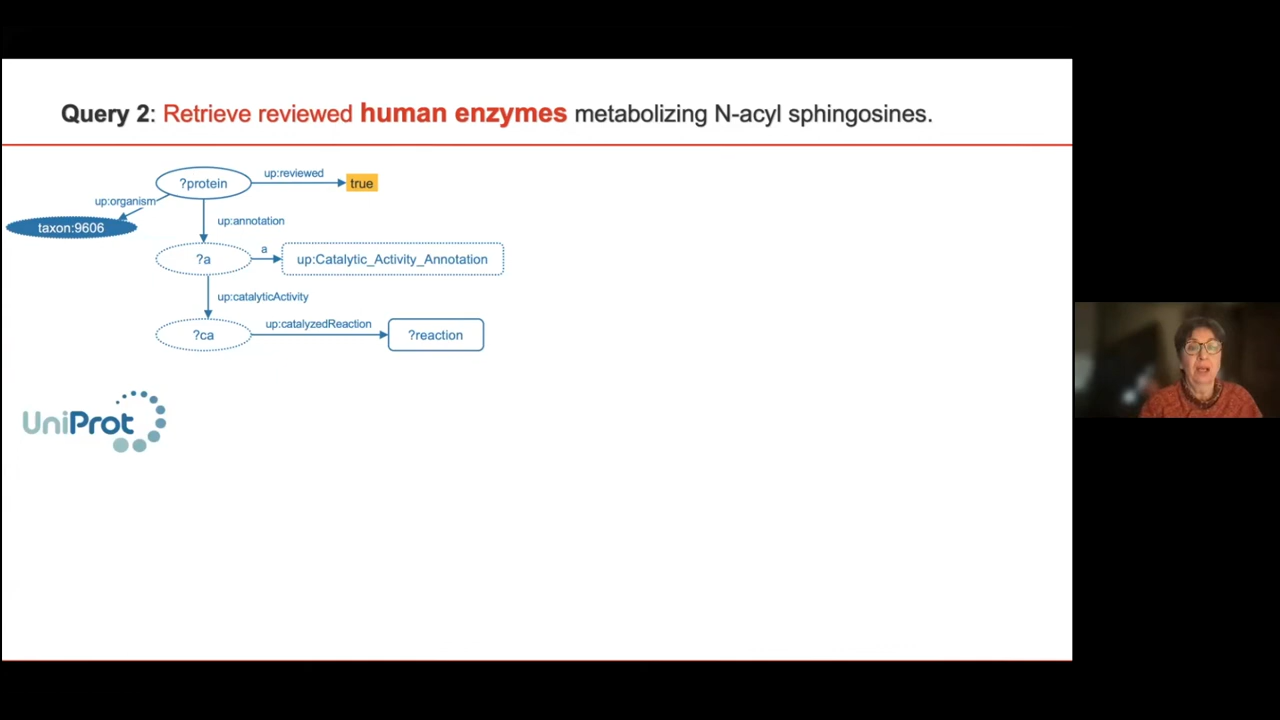 Query 2: Retrieve reviewed human enzymes metabolizing N-acyl sphingosines.
?protein
up:reviewed
true
up:organism
taxon:9606
up:annotation
?a
a
up:Catalytic_Activity_Annotation
up:catalyticActivity
?ca
up:catalyzedReaction
?reaction
UniProt